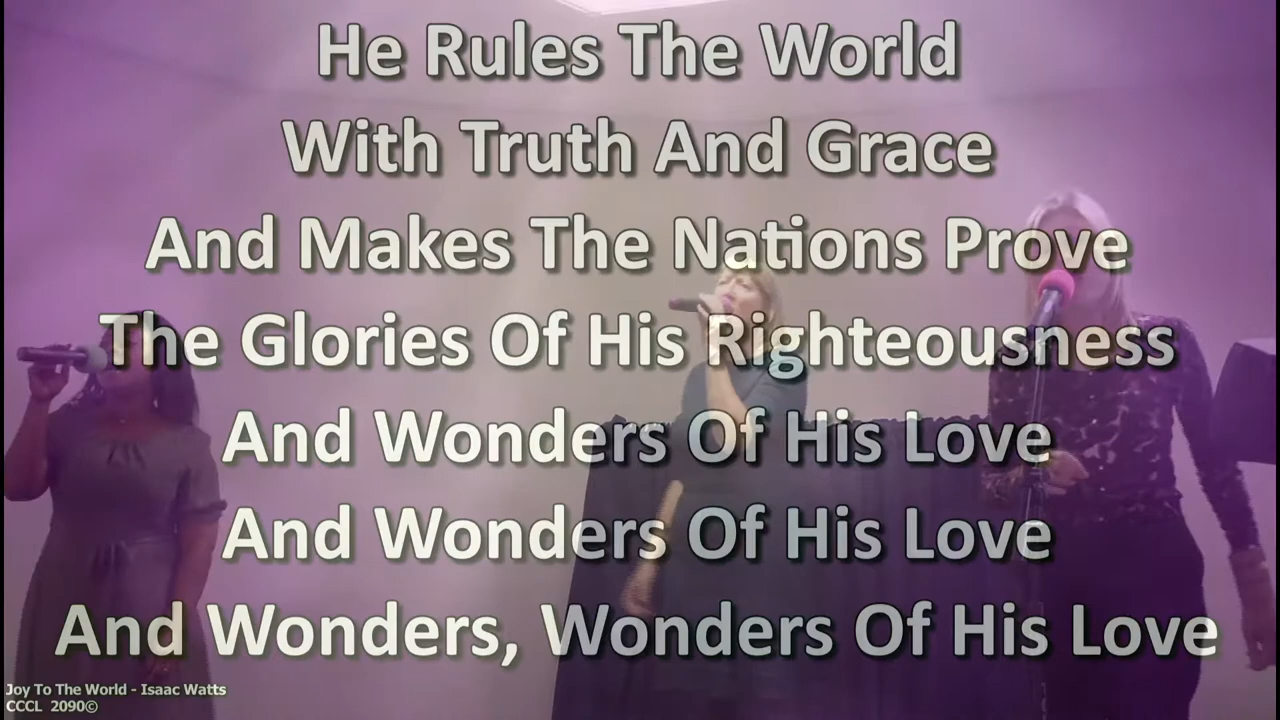 He Rules The World
With Truth And Grace
And Makes The Nations Prove
The Glories Of His Righteousness
And Wonders Of His Love
And Wonders Of His Love
And Wonders, Wonders Of His Love
Joy To The World - Isaac Watts
CCCL  2090©